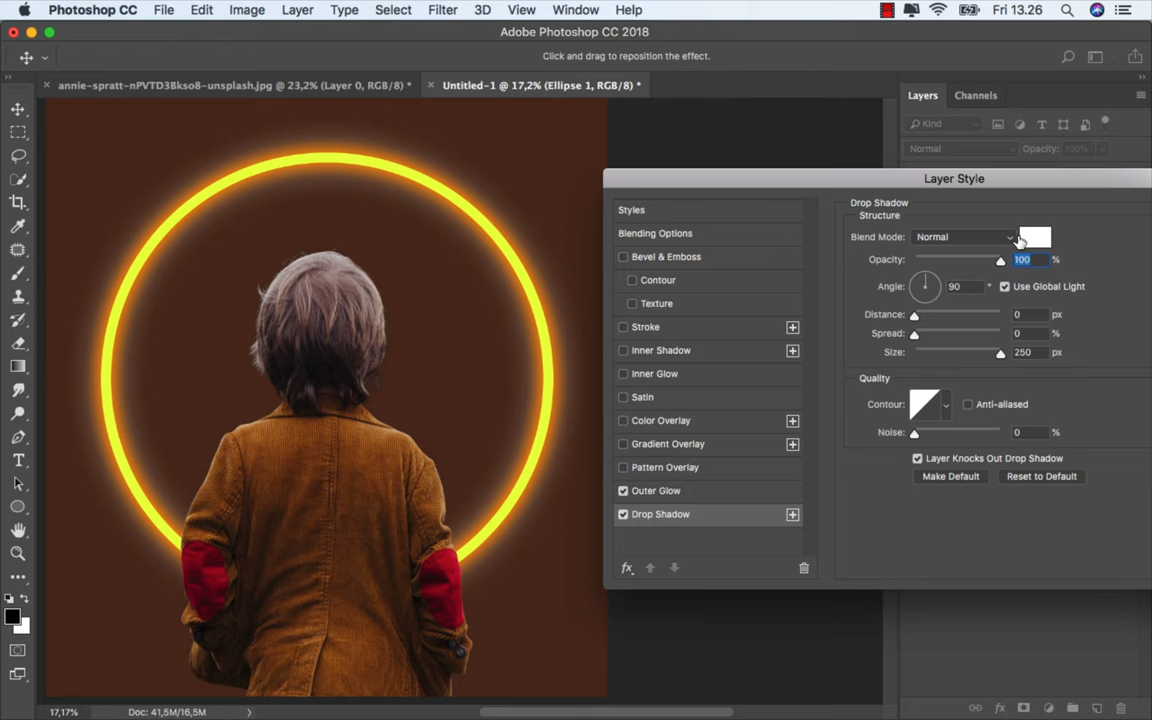 Photoshop CC File Edit Image Layer Type Select Filter 3D View Window Help Fri 13.26
Adobe Photoshop CC 2018
Click and drag to reposition the effect.
annie-spratt-nPVTD3Bkso8-unsplash.jpg @ 23,2% (Layer 0, RGB/8) * Untitled-1 @ 17,2% (Ellipse 1, RGB/8) *
Layers Channels
Kind
Normal Opacity: 100%
Layer Style
Styles
Blending Options
Bevel & Emboss
Contour
Texture
Stroke
Inner Shadow
Inner Glow
Satin
Color Overlay
Gradient Overlay
Pattern Overlay
Outer Glow
Drop Shadow
fx
Drop Shadow
Structure
Blend Mode: Normal
Opacity: 100 %
Angle: 90 ° Use Global Light
Distance: 0 px
Spread: 0 %
Size: 250 px
Quality
Contour: Anti-aliased
Noise: 0 %
Layer Knocks Out Drop Shadow
Make Default Reset to Default
17,17% Doc: 41,5M/16,5M
fx